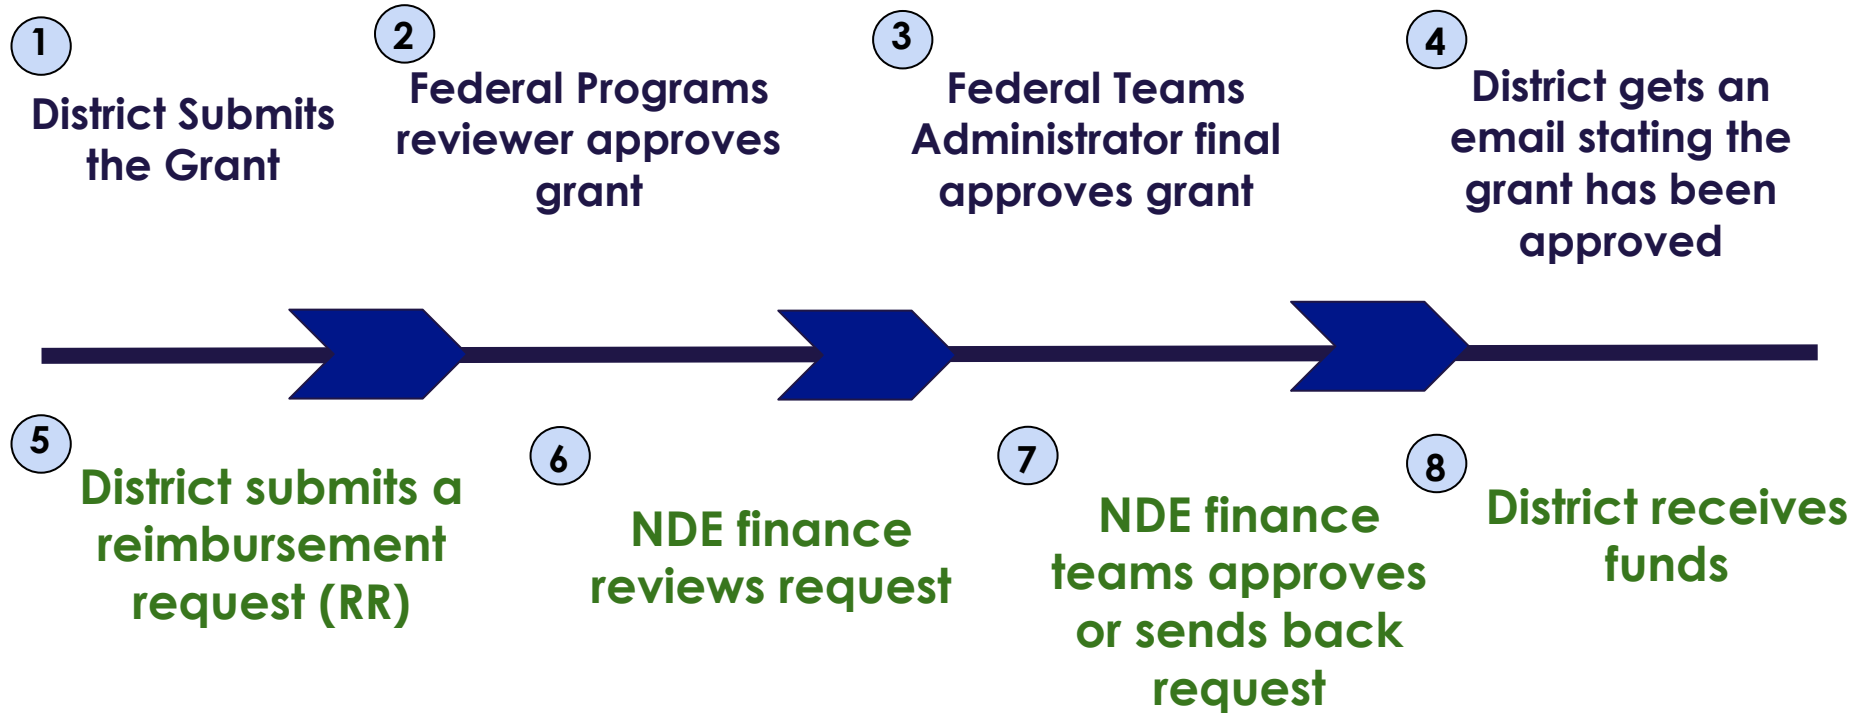 1
District Submits
the Grant
2
Federal Programs
reviewer approves
grant
3
Federal Teams
Administrator final
approves grant
4
District gets an
email stating the
grant has been
approved
5
District submits a
reimbursement
request (RR)
6
NDE finance
reviews request
7
NDE finance
teams approves
or sends back
request
8
District receives
funds